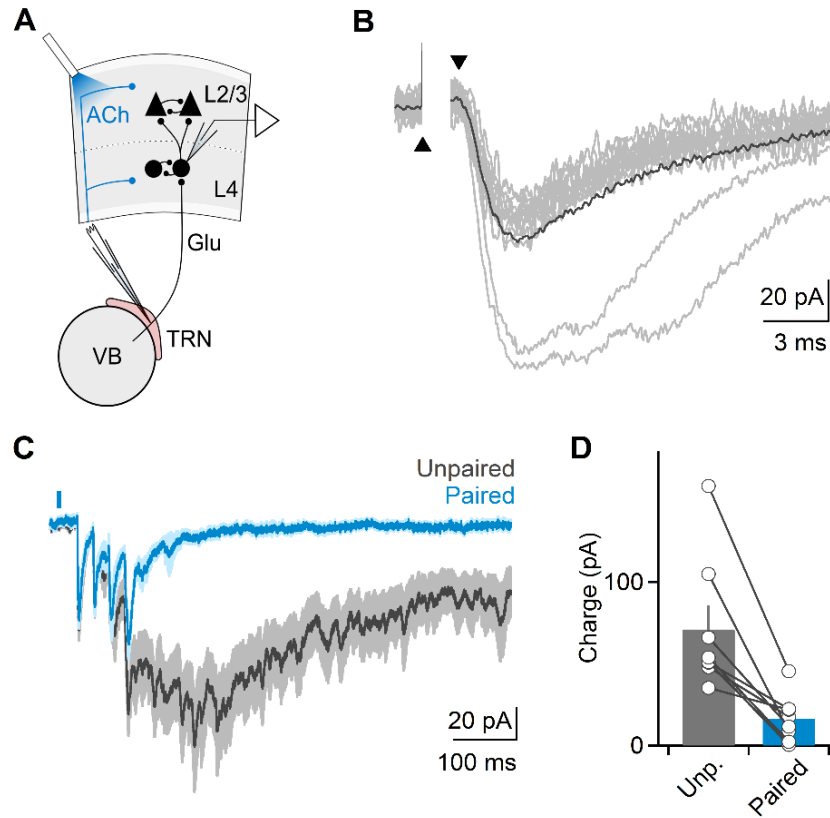 A
ACh
L2/3
L4
Glu
VB
TRN
B
20 pA
3 ms
C
Unpaired
Paired
20 pA
100 ms
D
Charge (pA)
100
0
Unp.
Paired